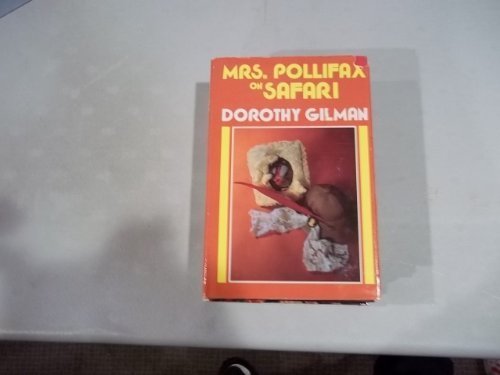 MRS. POLLIFAX
ON SAFARI
DOROTHY GILMAN